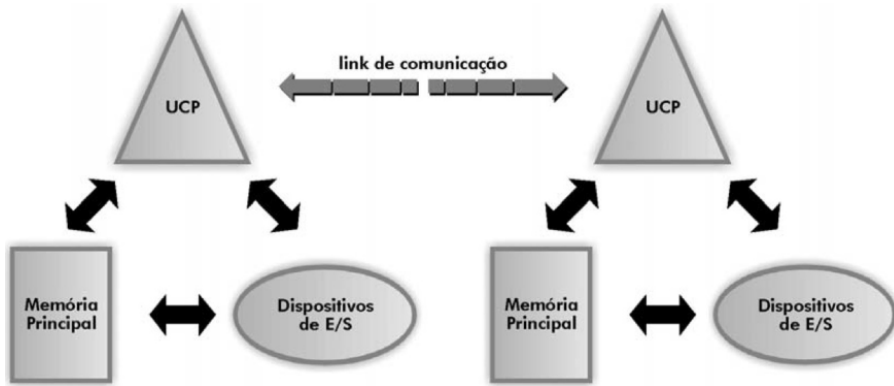 link de comunicação
UCP
UCP
Memória
Principal
Dispositivos
de E/S
Memória
Principal
Dispositivos
de E/S